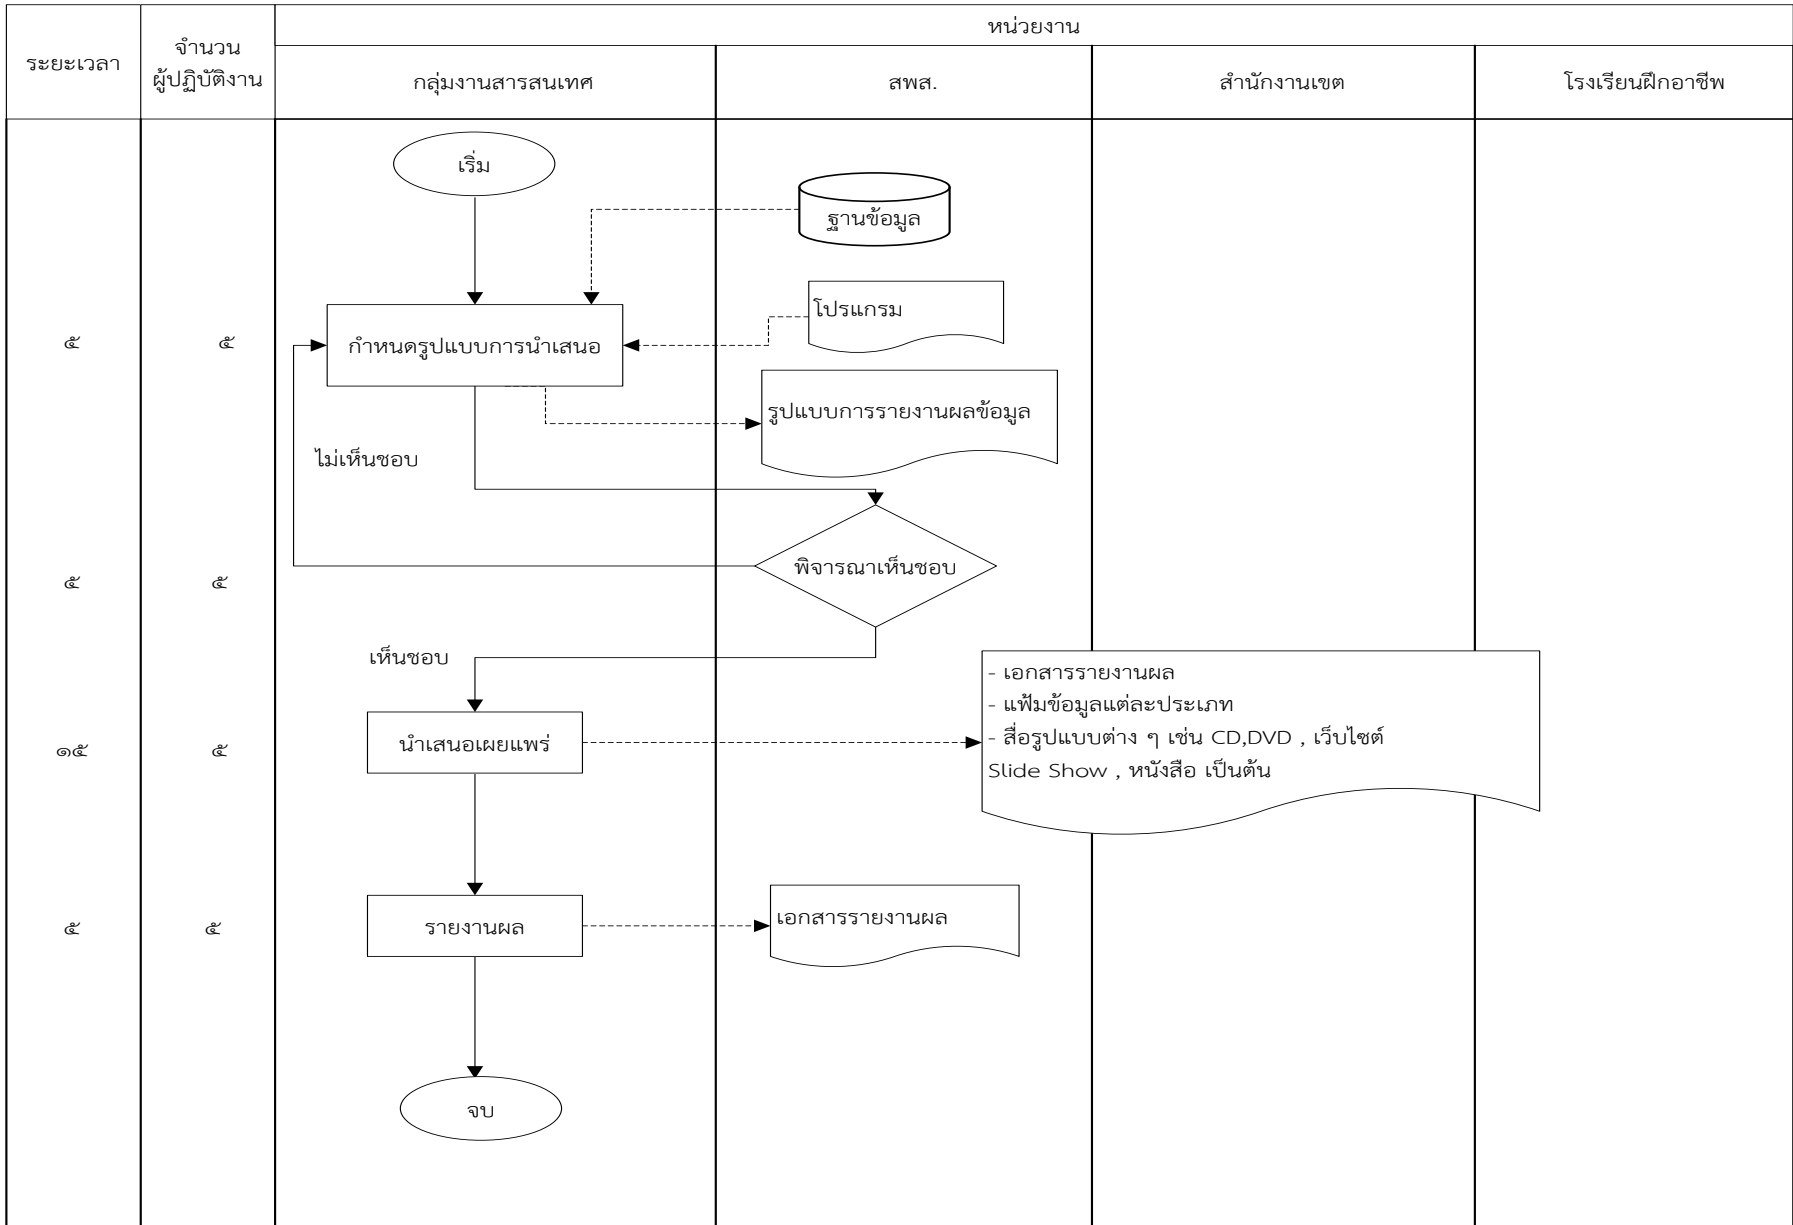 หน่วยงาน
ระยะเวลา
จำนวน
ผู้ปฏิบัติงาน
กลุ่มงานสารสนเทศ
สพส.
สำนักงานเขต
โรงเรียนฝึกอาชีพ
เริ่ม
ฐานข้อมูล
โปรแกรม
๕
๕
กำหนดรูปแบบการนำเสนอ
รูปแบบการรายงานผลข้อมูล
ไม่เห็นชอบ
๕
๕
พิจารณาเห็นชอบ
เห็นชอบ
- เอกสารรายงานผล
- แฟ้มข้อมูลแต่ละประเภท
- สื่อรูปแบบต่าง ๆ เช่น CD,DVD , เว็บไซต์
Slide Show , หนังสือ เป็นต้น
๑๕
๕
นำเสนอเผยแพร่
๕
๕
รายงานผล
เอกสารรายงานผล
จบ